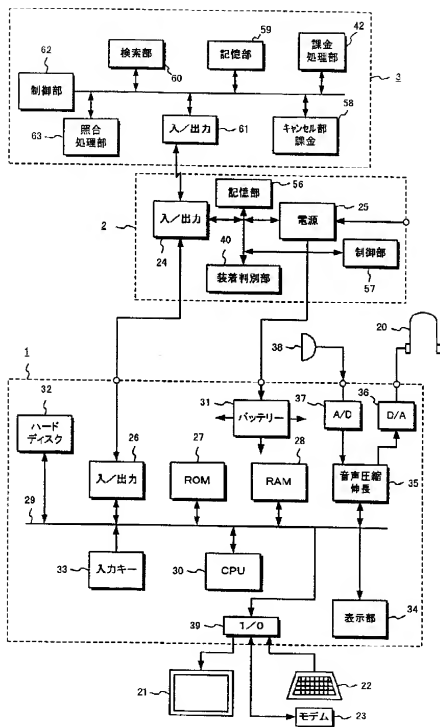 62
検索部
60
59
記憶部
42
課金
処理部
3
制御部
照合
処理部
63
入/出力
61
キャンセル部
課金
58
56
記憶部
25
2
入/出力
24
電源
40
装着判別部
制御部
57
20
38
1
32
ハード
ディスク
31
バッテリー
37
A/D
36
D/A
26
入/出力
27
ROM
28
RAM
音声圧縮
伸長
35
29
33
入力キー
30
CPU
表示部
34
39
I/O
21
22
モデム
23